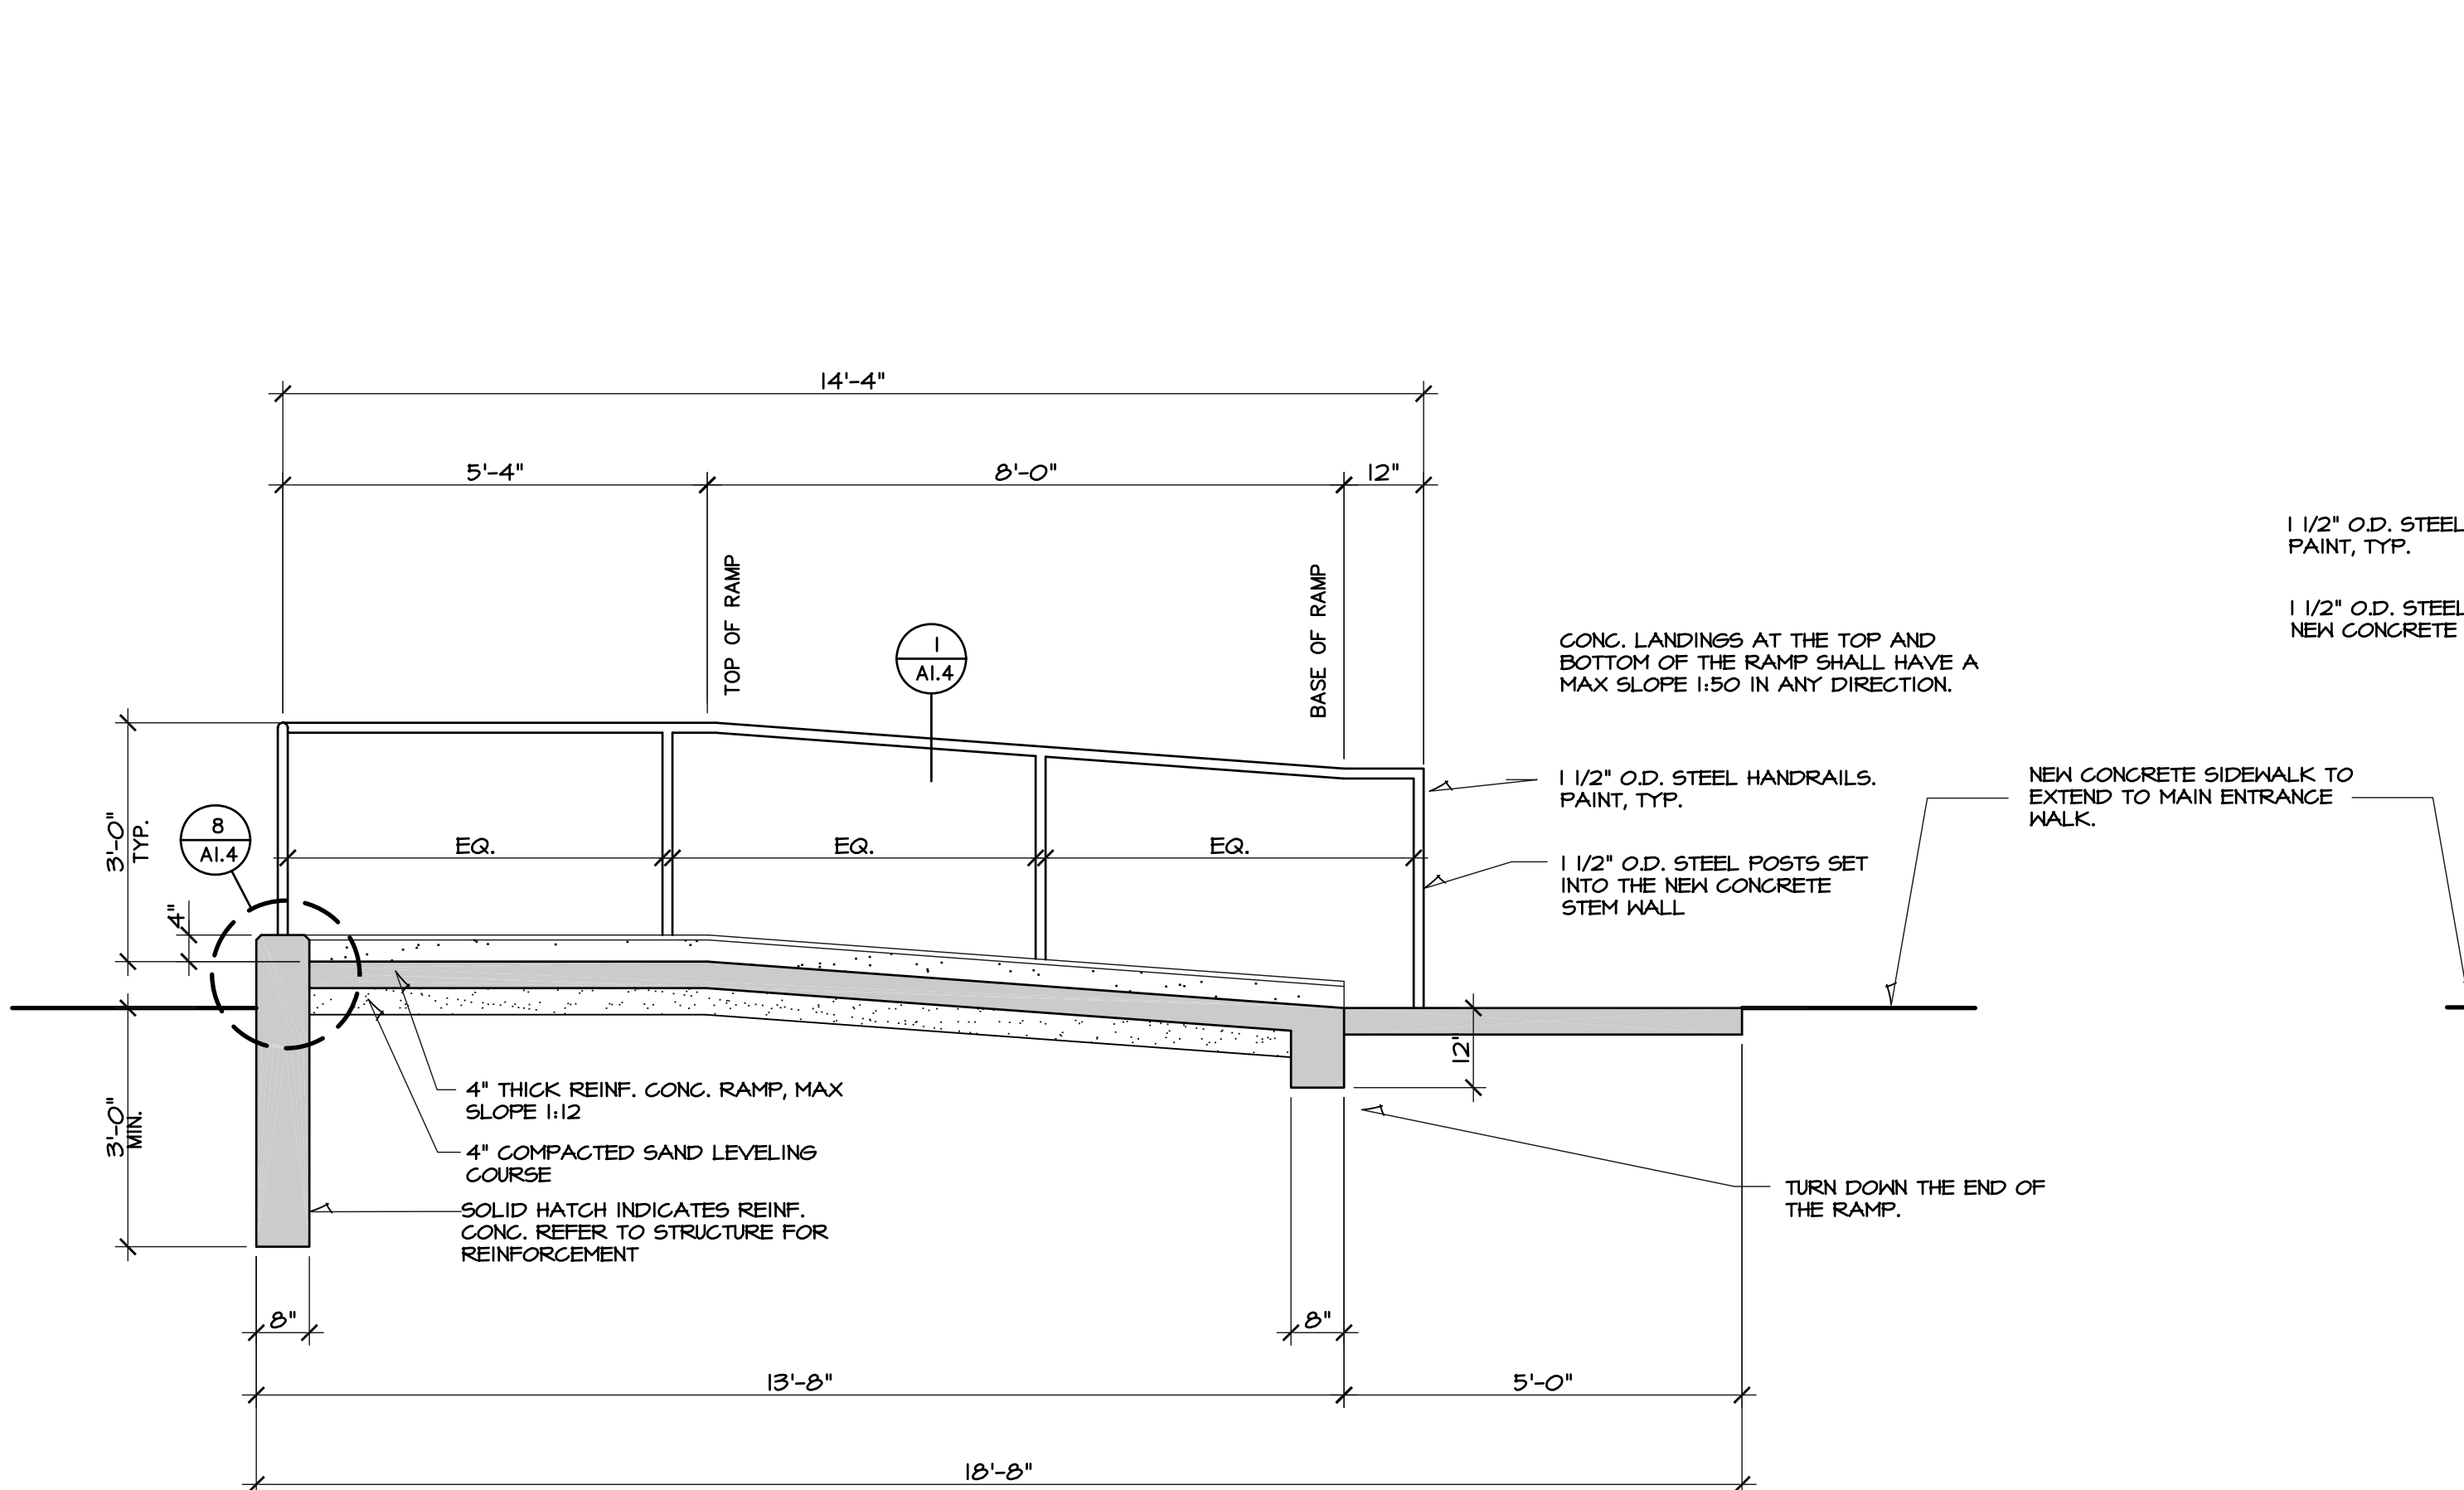 14'-4"
5'-4"
8'-0"
12"
TOP OF RAMP
BASE OF RAMP
1
A1.4
CONC. LANDINGS AT THE TOP AND
BOTTOM OF THE RAMP SHALL HAVE A
MAX SLOPE 1:50 IN ANY DIRECTION.
1 1/2" O.D. STEEL
PAINT, TYP.
1 1/2" O.D. STEEL
NEW CONCRETE
1 1/2" O.D. STEEL HANDRAILS.
PAINT, TYP.
NEW CONCRETE SIDEWALK TO
EXTEND TO MAIN ENTRANCE
WALK.
3'-0"
TYP.
8
A1.4
EQ.
EQ.
EQ.
1 1/2" O.D. STEEL POSTS SET
INTO THE NEW CONCRETE
STEM WALL
4"
12"
3'-0"
MIN.
4" THICK REINF. CONC. RAMP, MAX
SLOPE 1:12
4" COMPACTED SAND LEVELING
COURSE
SOLID HATCH INDICATES REINF.
CONC. REFER TO STRUCTURE FOR
REINFORCEMENT
TURN DOWN THE END OF
THE RAMP.
8"
8"
13'-8"
5'-0"
18'-8"